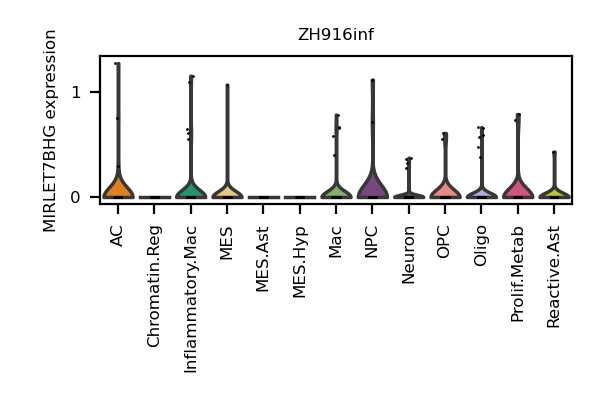 ZH916inf
MIRLET7BHG expression
1
0
AC
Chromatin.Reg
Inflammatory.Mac
MES
MES.Ast
MES.Hyp
Mac
NPC
Neuron
OPC
Oligo
Prolif.Metab
Reactive.Ast